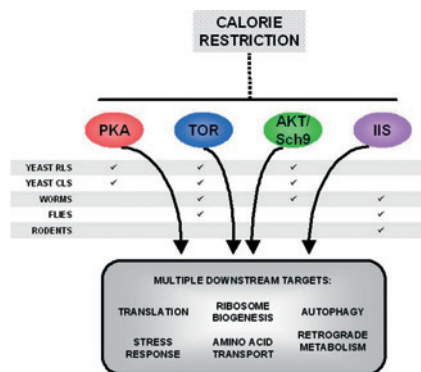 CALORIE
RESTRICTION
PKA
TOR
AKT/
Sch9
IIS
YEAST RLS ✓ ✓ ✓
YEAST CLS ✓ ✓ ✓
WORMS ✓ ✓ ✓
FLIES ✓ ✓
RODENTS ✓
MULTIPLE DOWNSTREAM TARGETS:
TRANSLATION
RIBOSOME
BIOGENESIS
AUTOPHAGY
STRESS
RESPONSE
AMINO ACID
TRANSPORT
RETROGRADE
METABOLISM